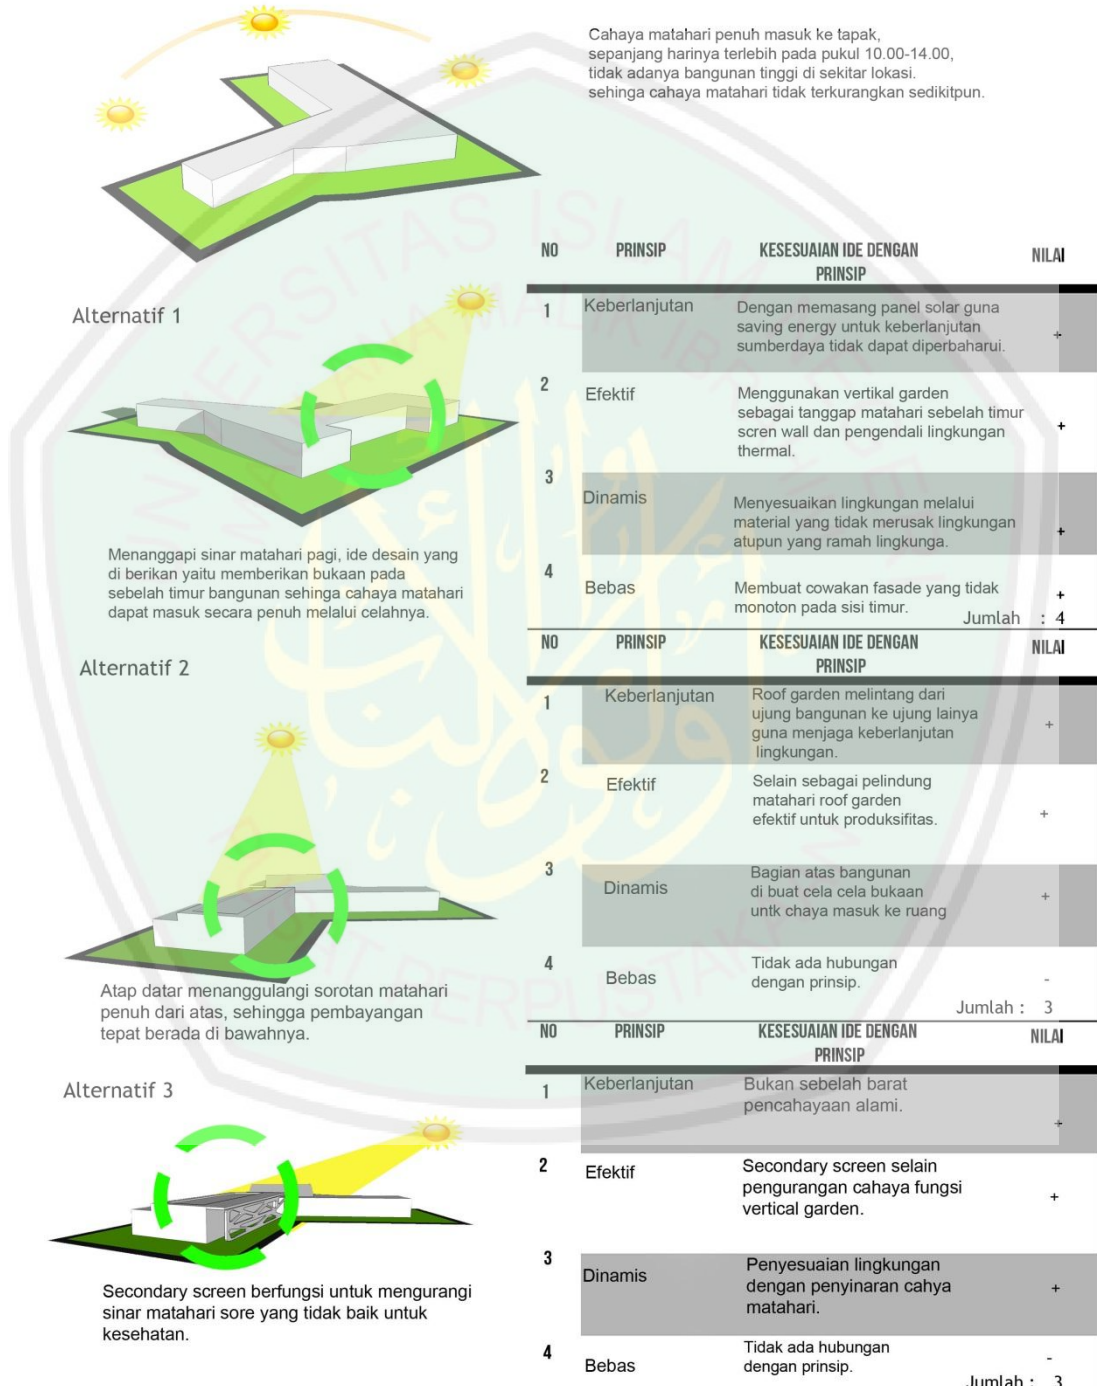 Cahaya matahari penuh masuk ke tapak,
sepanjang harinya terlebih pada pukul 10.00-14.00,
tidak adanya bangunan tinggi di sekitar lokasi.
sehinga cahaya matahari tidak terkurangkan sedikitpun.
Alternatif 1
Menanggapi sinar matahari pagi, ide desain yang
di berikan yaitu memberikan bukaan pada
sebelah timur bangunan sehingga cahaya matahari
dapat masuk secara penuh melalui celahnya.
NO PRINSIP KESESUAIAN IDE DENGAN PRINSIP NILAI
1 Keberlanjutan Dengan memasang panel solar guna
saving energy untuk keberlanjutan
sumberdaya tidak dapat diperbaharui. +
2 Efektif Menggunakan vertikal garden
sebagai tanggap matahari sebelah timur
scren wall dan pengendali lingkungan
thermal. +
3 Dinamis Menyesuaikan lingkungan melalui
material yang tidak merusak lingkungan
atupun yang ramah lingkunga. +
4 Bebas Membuat cowakan fasade yang tidak
monoton pada sisi timur. +
Jumlah : 4
Alternatif 2
Atap datar menanggulangi sorotan matahari
penuh dari atas, sehingga pembayangan
tepat berada di bawahnya.
NO PRINSIP KESESUAIAN IDE DENGAN PRINSIP NILAI
1 Keberlanjutan Roof garden melintang dari
ujung bangunan ke ujung lainya
guna menjaga keberlanjutan
lingkungan. +
2 Efektif Selain sebagai pelindung
matahari roof garden
efektif untuk produksifitas. +
3 Dinamis Bagian atas bangunan
di buat cela cela bukaan
untk chaya masuk ke ruang +
4 Bebas Tidak ada hubungan
dengan prinsip. -
Jumlah : 3
Alternatif 3
Secondary screen berfungsi untuk mengurangi
sinar matahari sore yang tidak baik untuk
kesehatan.
NO PRINSIP KESESUAIAN IDE DENGAN PRINSIP NILAI
1 Keberlanjutan Bukan sebelah barat
pencahayaan alami. +
2 Efektif Secondary screen selain
pengurangan cahaya fungsi
vertical garden. +
3 Dinamis Penyesuaian lingkungan
dengan penyinaran cahya
matahari. +
4 Bebas Tidak ada hubungan
dengan prinsip. -
Jumlah : 3